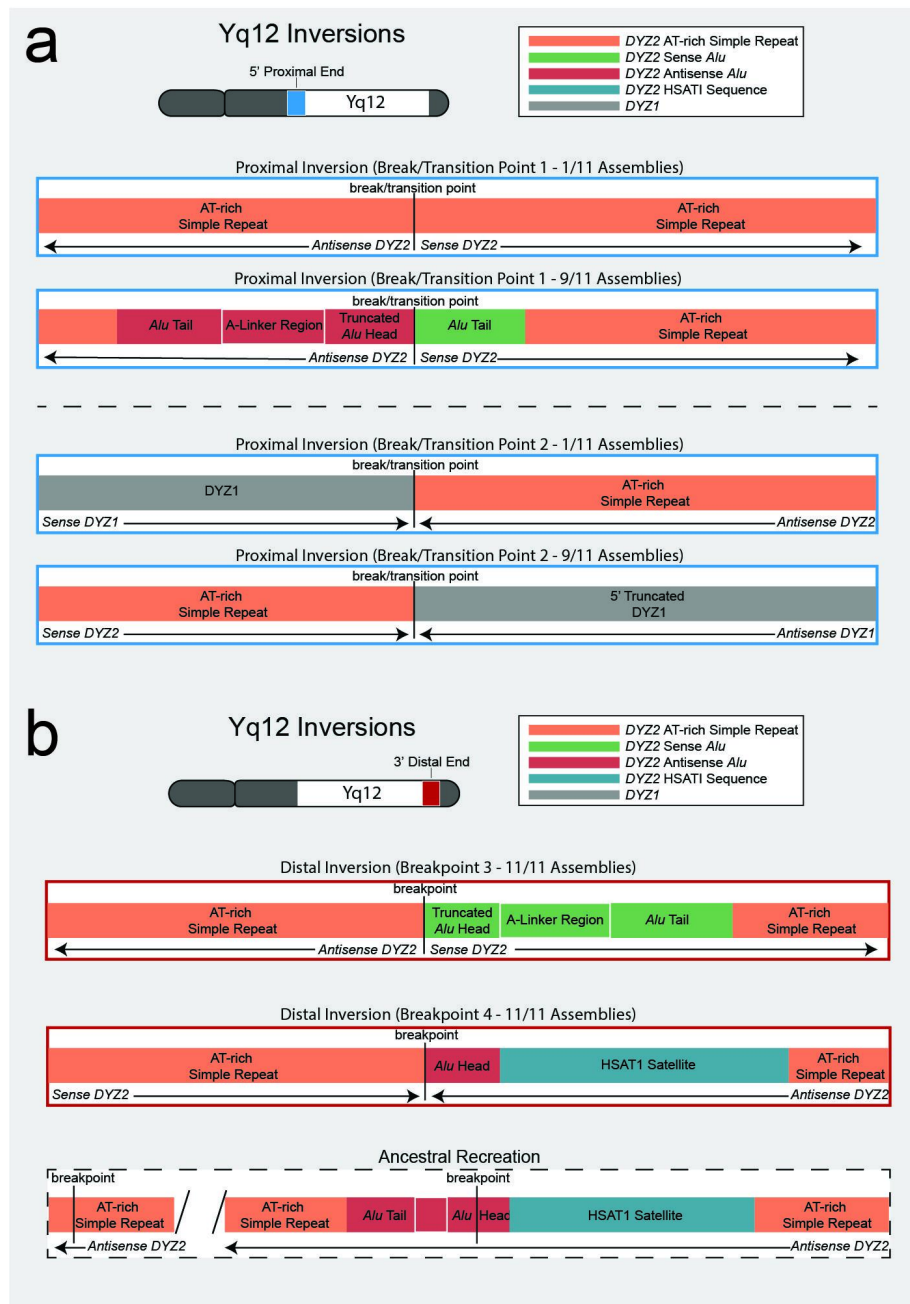 a
Yq12 Inversions
5' Proximal End
Yq12
DYZ2 AT-rich Simple Repeat
DYZ2 Sense Alu
DYZ2 Antisense Alu
DYZ2 HSATI Sequence
DYZ1
Proximal Inversion (Break/Transition Point 1 - 1/11 Assemblies)
break/transition point
AT-rich
Simple Repeat
AT-rich
Simple Repeat
Antisense DYZ2
Sense DYZ2
Proximal Inversion (Break/Transition Point 1 - 9/11 Assemblies)
break/transition point
Alu Tail
A-Linker Region
Truncated
Alu Head
Alu Tail
AT-rich
Simple Repeat
Antisense DYZ2
Sense DYZ2
Proximal Inversion (Break/Transition Point 2 - 1/11 Assemblies)
break/transition point
DYZ1
AT-rich
Simple Repeat
Sense DYZ1
Antisense DYZ2
Proximal Inversion (Break/Transition Point 2 - 9/11 Assemblies)
break/transition point
AT-rich
Simple Repeat
5' Truncated
DYZ1
Sense DYZ2
Antisense DYZ1
b
Yq12 Inversions
3' Distal End
Yq12
DYZ2 AT-rich Simple Repeat
DYZ2 Sense Alu
DYZ2 Antisense Alu
DYZ2 HSATI Sequence
DYZ1
Distal Inversion (Breakpoint 3 - 11/11 Assemblies)
breakpoint
AT-rich
Simple Repeat
Truncated
Alu Head
A-Linker Region
Alu Tail
AT-rich
Simple Repeat
Antisense DYZ2
Sense DYZ2
Distal Inversion (Breakpoint 4 - 11/11 Assemblies)
breakpoint
AT-rich
Simple Repeat
Alu Head
HSAT1 Satellite
AT-rich
Simple Repeat
Sense DYZ2
Antisense DYZ2
Ancestral Recreation
breakpoint
breakpoint
AT-rich
Simple Repeat
AT-rich
Simple Repeat
Alu Tail
Alu Head
HSAT1 Satellite
AT-rich
Simple Repeat
Antisense DYZ2
Antisense DYZ2